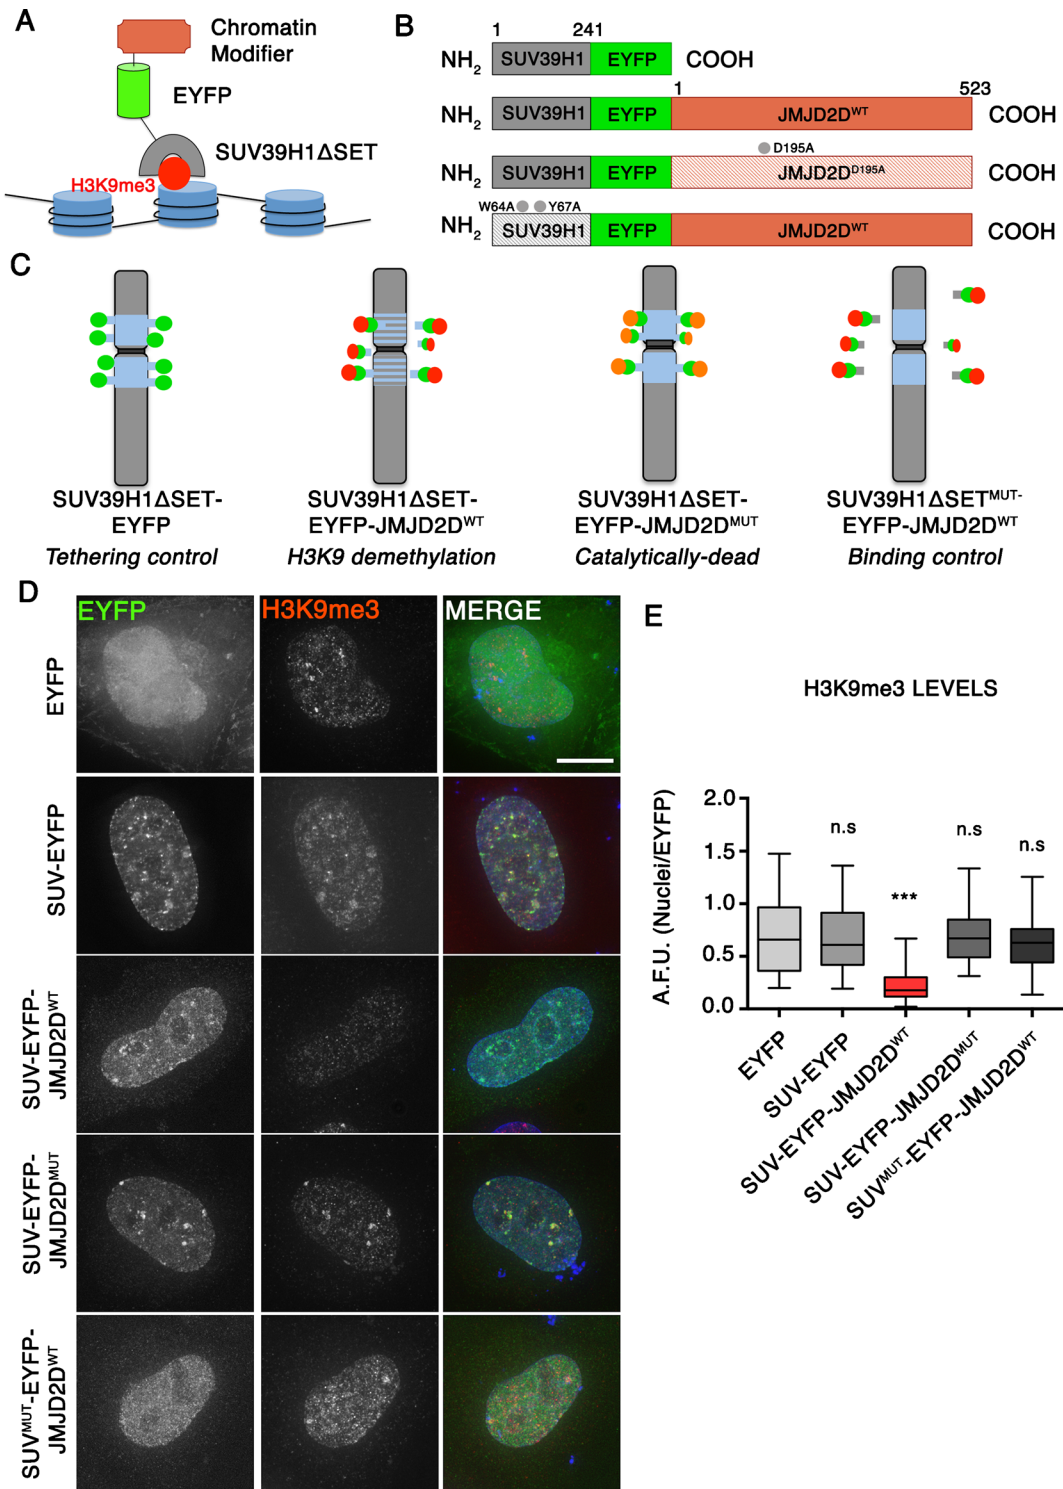 A
Chromatin
Modifier
EYFP
SUV39H1ΔSET
H3K9me3
B
1 241
NH2 SUV39H1 EYFP COOH
1 523
NH2 SUV39H1 EYFP JMJD2DWT COOH
D195A
NH2 SUV39H1 EYFP JMJD2DD195A COOH
W64A Y67A
NH2 SUV39H1 EYFP JMJD2DWT COOH
C
SUV39H1ΔSET-
EYFP
Tethering control
SUV39H1ΔSET-
EYFP-JMJD2DWT
H3K9 demethylation
SUV39H1ΔSET-
EYFP-JMJD2DMUT
Catalytically-dead
SUV39H1ΔSETMUT-
EYFP-JMJD2DWT
Binding control
D
EYFP H3K9me3 MERGE
EYFP
SUV-EYFP
SUV-EYFP-
JMJD2DWT
SUV-EYFP-
JMJD2DMUT
SUVMUT-EYFP-
JMJD2DWT
E
H3K9me3 LEVELS
A.F.U. (Nuclei/EYFP)
2.0
1.5
1.0
0.5
0.0
n.s
***
n.s
n.s
EYFP
SUV-EYFP
SUV-EYFP-JMJD2DWT
SUV-EYFP-JMJD2DMUT
SUVMUT-EYFP-JMJD2DWT